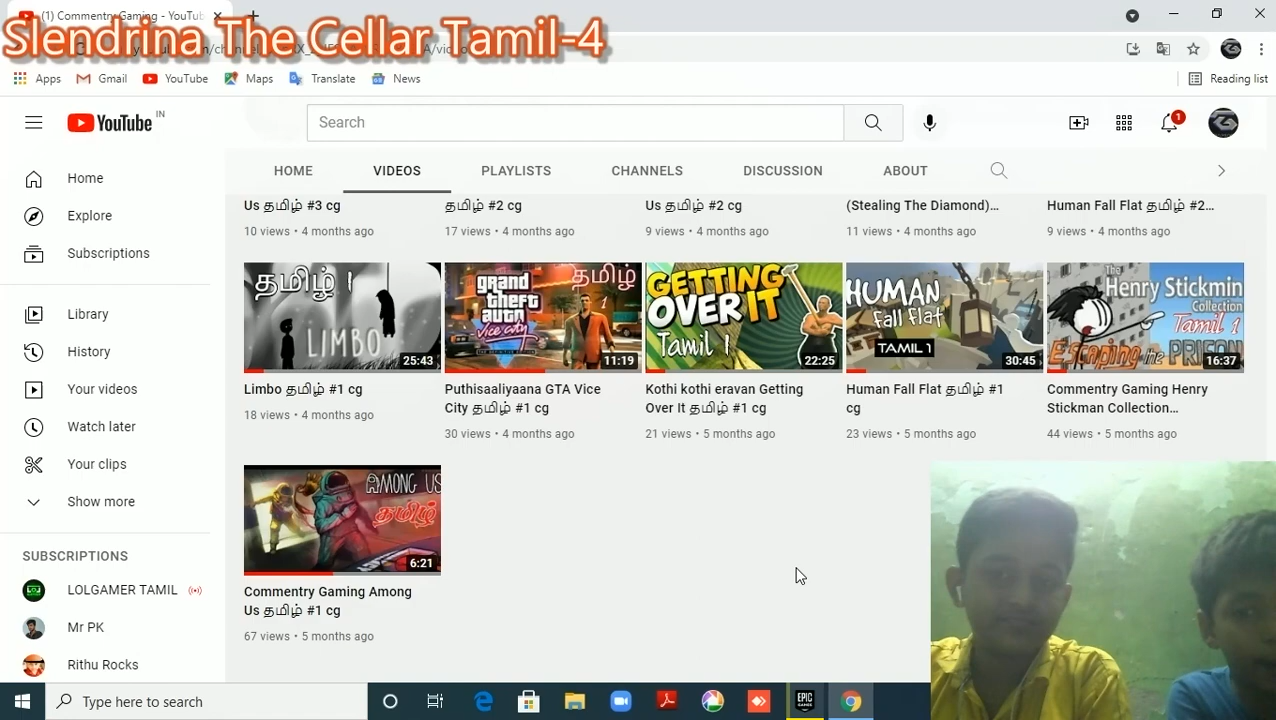 (1) Commentry Gaming - YouTub
Slendrina The Cellar Tamil-4
Apps
Gmail
YouTube
Maps
Translate
News
Reading list
YouTube IN
Search
1
HOME
VIDEOS
PLAYLISTS
CHANNELS
DISCUSSION
ABOUT
Home
Explore
Subscriptions
Library
History
Your videos
Watch later
Your clips
Show more
SUBSCRIPTIONS
LOLGAMER TAMIL
Mr PK
Rithu Rocks
Us தமிழ் #3 cg
10 views • 4 months ago
தமிழ் #2 cg
17 views • 4 months ago
Us தமிழ் #2 cg
9 views • 4 months ago
(Stealing The Diamond)...
11 views • 4 months ago
Human Fall Flat தமிழ் #2...
9 views • 4 months ago
தமிழ் 1
LIMBO
25:43
Limbo தமிழ் #1 cg
18 views • 4 months ago
grand
theft
auto
vice city
தமிழ்
1
11:19
Puthisaaliyaana GTA Vice
City தமிழ் #1 cg
30 views • 4 months ago
GETTING
OVER IT
Tamil 1
22:25
Kothi kothi eravan Getting
Over It தமிழ் #1 cg
21 views • 5 months ago
HUMAN
fall flat
TAMIL 1
30:45
Human Fall Flat தமிழ் #1
cg
23 views • 5 months ago
The
Henry Stickmin
Collection
Tamil 1
Escaping the PRISON
16:37
Commentry Gaming Henry
Stickman Collection...
44 views • 5 months ago
AMONG US
தமிழ்
6:21
Commentry Gaming Among
Us தமிழ் #1 cg
67 views • 5 months ago
Type here to search
EPIC
GAMES